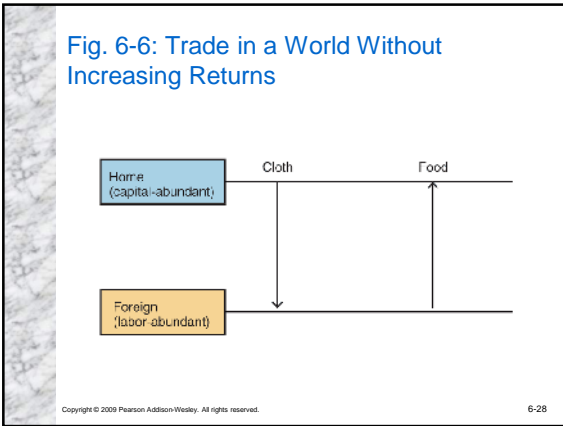 Fig. 6-6: Trade in a World Without
Increasing Returns
Cloth
Food
Home
(capital-abundant)
Foreign
(labor-abundant)
Copyright © 2009 Pearson Addison-Wesley. All rights reserved.
6-28